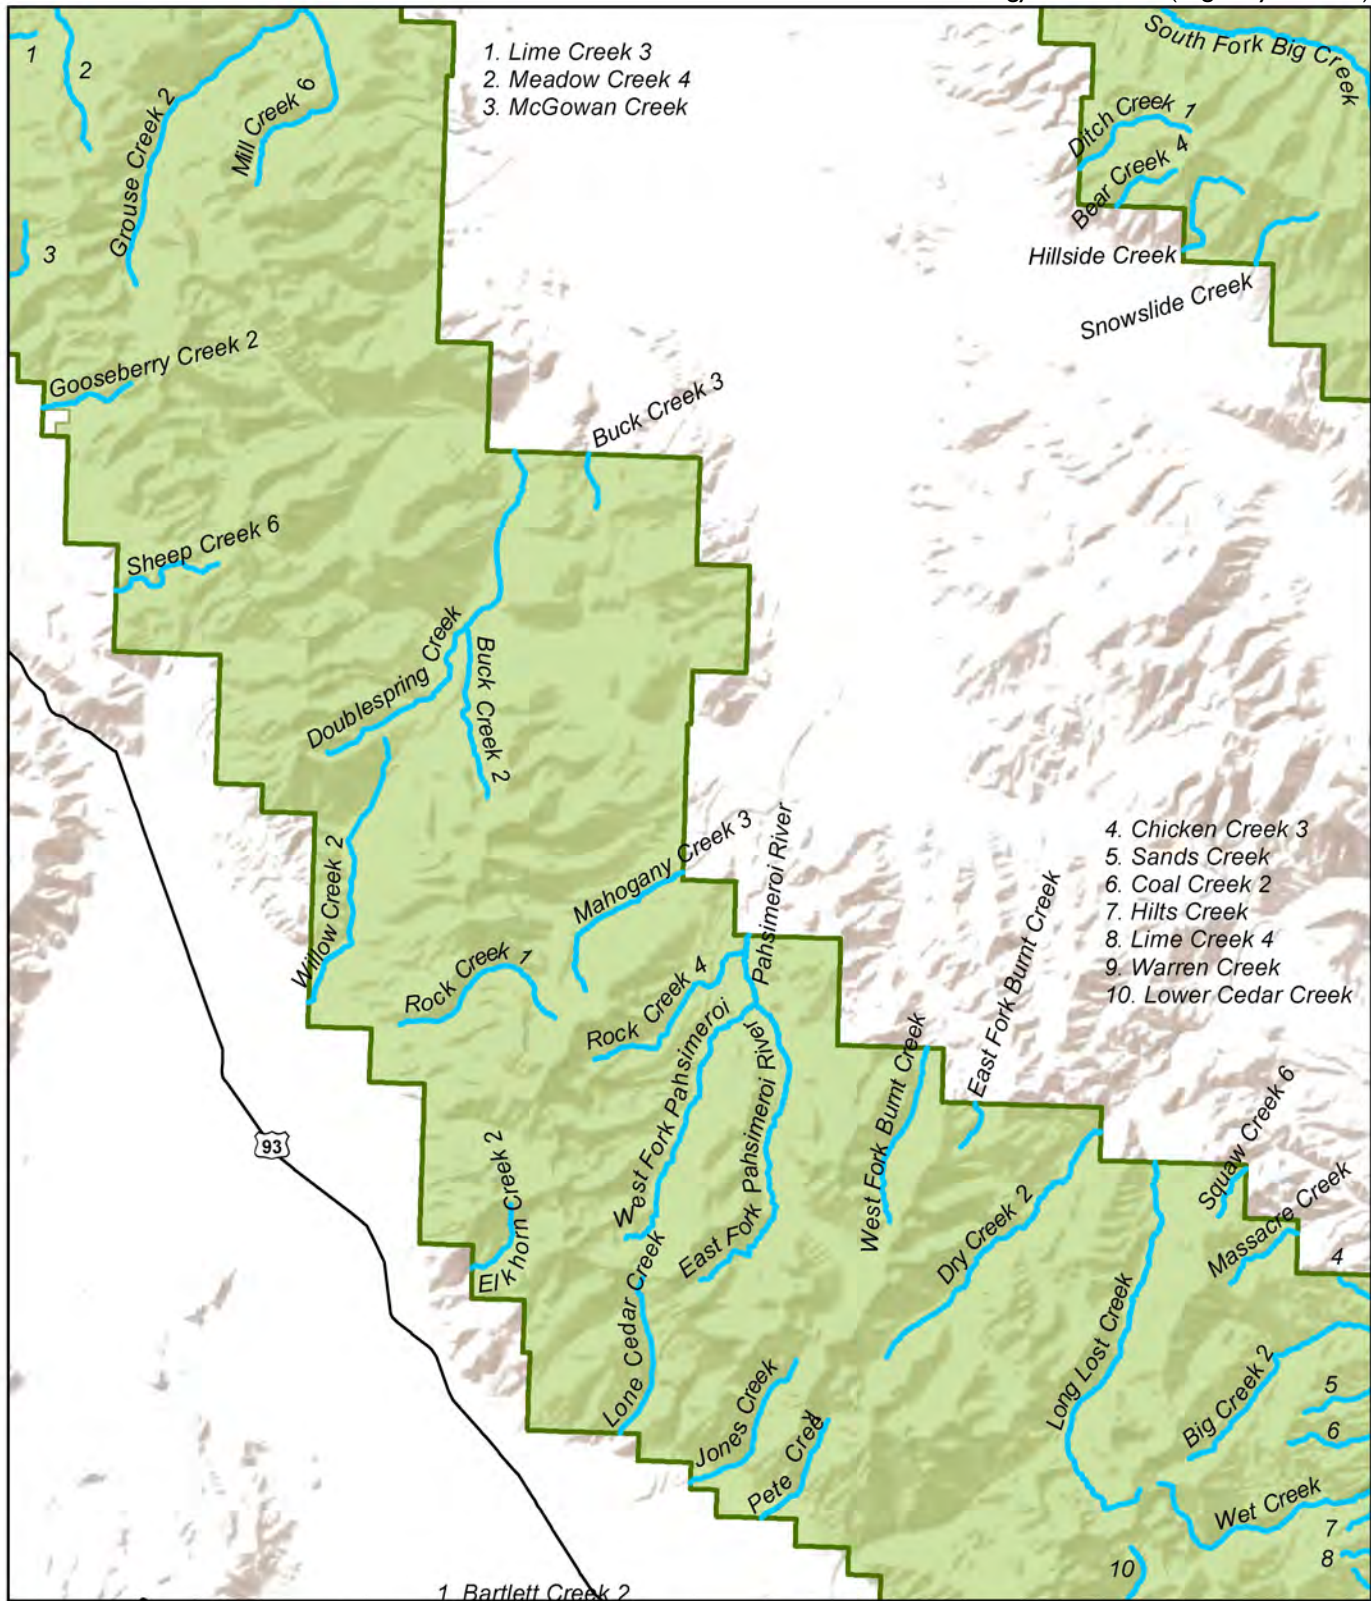 1. Lime Creek 3
2. Meadow Creek 4
3. McGowan Creek
1
2
3
Grouse Creek 2
Mill Creek 6
South Fork Big Creek
Ditch Creek 1
Bear Creek 4
Hillside Creek
Snowslide Creek
Gooseberry Creek 2
Buck Creek 3
Sheep Creek 6
Doublespring Creek
Buck Creek 2
Willow Creek 2
Mahogany Creek 3
Pahsimeroi River
4. Chicken Creek 3
5. Sands Creek
6. Coal Creek 2
7. Hilts Creek
8. Lime Creek 4
9. Warren Creek
10. Lower Cedar Creek
Rock Creek 1
Rock Creek 4
West Fork Pahsimeroi
East Fork Pahsimeroi River
West Fork Burnt Creek
East Fork Burnt Creek
93
Elkhorn Creek 2
Dry Creek 2
Squaw Creek 6
Massacre Creek
4
Lone Cedar Creek
Long Lost Creek
Big Creek 2
5
6
Jones Creek
Pete Creek
Wet Creek
7
8
10
1. Bartlett Creek 2